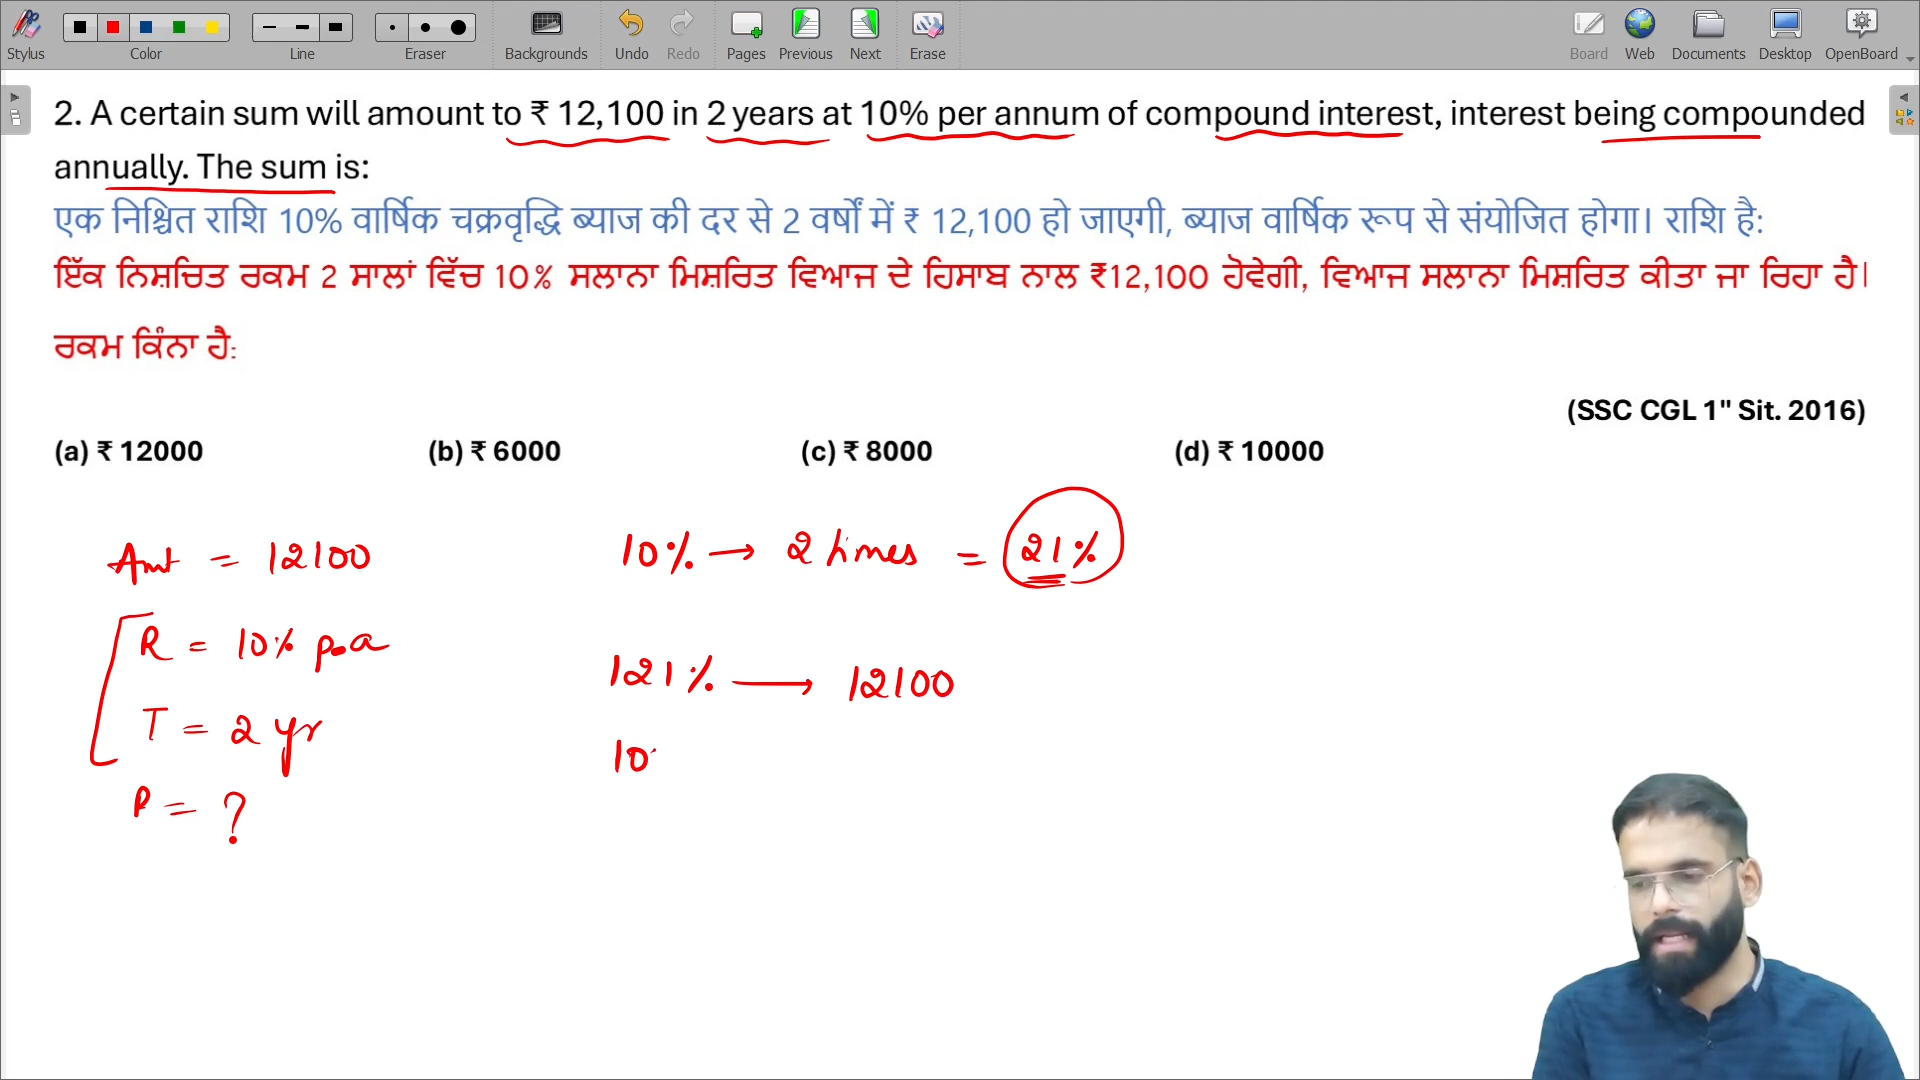 Stylus Color Line Eraser Backgrounds Undo Redo Pages Previous Next Erase Board Web Documents Desktop OpenBoard
2. A certain sum will amount to ₹ 12,100 in 2 years at 10% per annum of compound interest, interest being compounded
annually. The sum is:
एक निश्चित राशि 10% वार्षिक चक्रवृद्धि ब्याज की दर से 2 वर्षों में ₹ 12,100 हो जाएगी, ब्याज वार्षिक रूप से संयोजित होगा। राशि है:
ਇੱਕ ਨਿਸ਼ਚਿਤ ਰਕਮ 2 ਸਾਲਾਂ ਵਿੱਚ 10% ਸਲਾਨਾ ਮਿਸ਼ਰਿਤ ਵਿਆਜ ਦੇ ਹਿਸਾਬ ਨਾਲ ₹12,100 ਹੋਵੇਗੀ, ਵਿਆਜ ਸਲਾਨਾ ਮਿਸ਼ਰਿਤ ਕੀਤਾ ਜਾ ਰਿਹਾ ਹੈ।
ਰਕਮ ਕਿੰਨਾ ਹੈ:
(SSC CGL 1" Sit. 2016)
(a) ₹ 12000 (b) ₹ 6000 (c) ₹ 8000 (d) ₹ 10000
Amt = 12100
R = 10% p.a
T = 2 yr
P = ?
10% → 2 times = 21%
121% → 12100
10